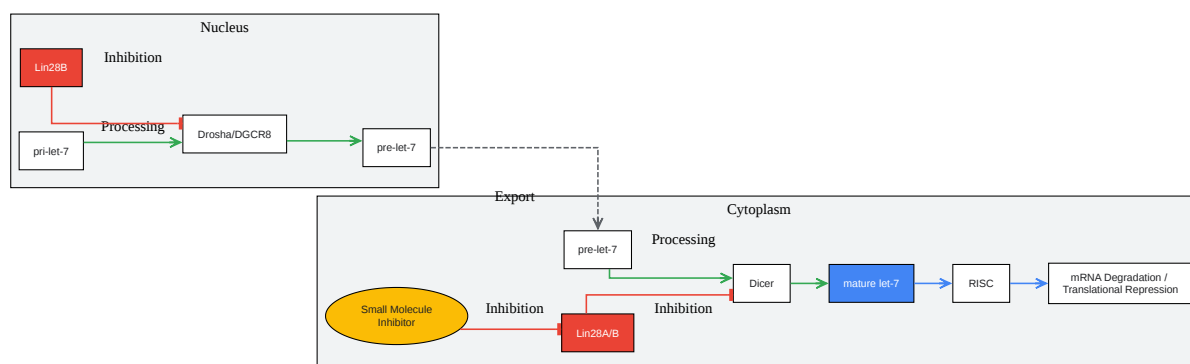 Nucleus
Lin28B
Inhibition
Processing
Drosha/DGCR8
pri-let-7
pre-let-7
Export
Cytoplasm
pre-let-7
Processing
Dicer
mature let-7
RISC
mRNA Degradation /
Translational Repression
Small Molecule
Inhibitor
Inhibition
Lin28A/B
Inhibition